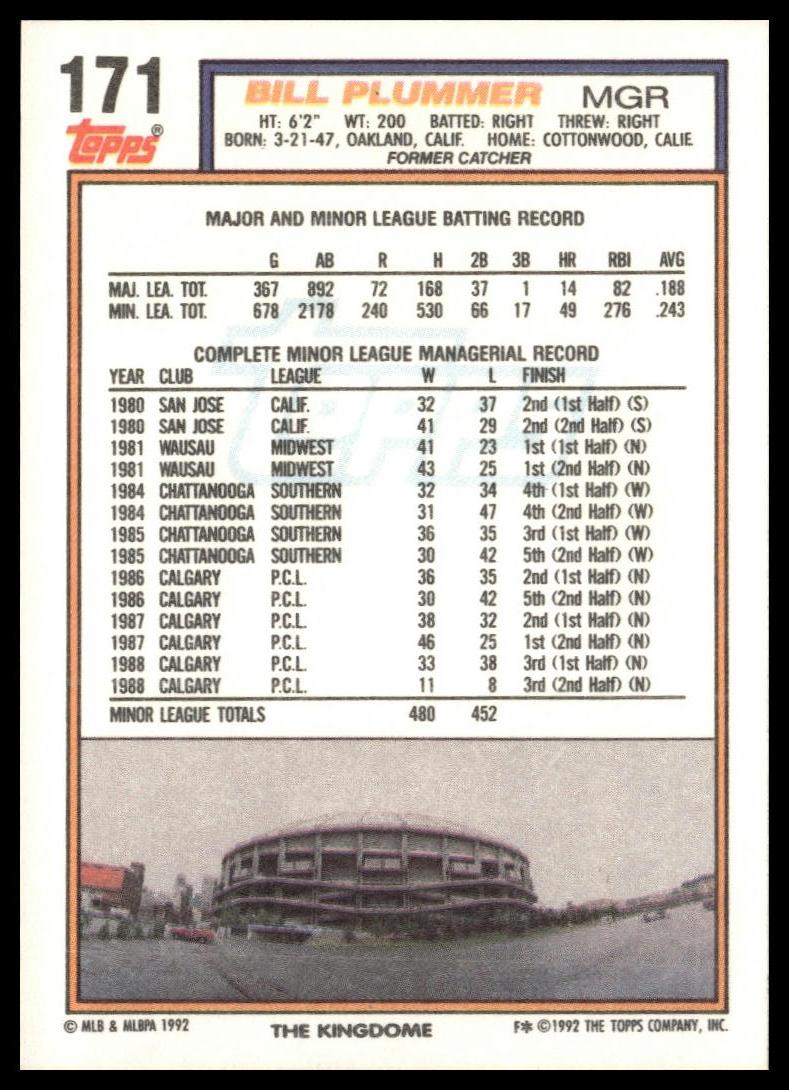 171
Topps®
BILL PLUMMER MGR
HT: 6'2" WT: 200 BATTED: RIGHT THREW: RIGHT
BORN: 3-21-47, OAKLAND, CALIF. HOME: COTTONWOOD, CALIF.
FORMER CATCHER
MAJOR AND MINOR LEAGUE BATTING RECORD
G AB R H 2B 3B HR RBI AVG
MAJ. LEA. TOT. 367 892 72 168 37 1 14 82 .188
MIN. LEA. TOT. 678 2178 240 530 66 17 49 276 .243
COMPLETE MINOR LEAGUE MANAGERIAL RECORD
YEAR CLUB LEAGUE W L FINISH
1980 SAN JOSE CALIF. 32 37 2nd (1st Half) (S)
1980 SAN JOSE CALIF. 41 29 2nd (2nd Half) (S)
1981 WAUSAU MIDWEST 41 23 1st (1st Half) (N)
1981 WAUSAU MIDWEST 43 25 1st (2nd Half) (N)
1984 CHATTANOOGA SOUTHERN 32 34 4th (1st Half) (W)
1984 CHATTANOOGA SOUTHERN 31 47 4th (2nd Half) (W)
1985 CHATTANOOGA SOUTHERN 36 35 3rd (1st Half) (W)
1985 CHATTANOOGA SOUTHERN 30 42 5th (2nd Half) (W)
1986 CALGARY P.C.L. 36 35 2nd (1st Half) (N)
1986 CALGARY P.C.L. 30 42 5th (2nd Half) (N)
1987 CALGARY P.C.L. 38 32 2nd (1st Half) (N)
1987 CALGARY P.C.L. 46 25 1st (2nd Half) (N)
1988 CALGARY P.C.L. 33 38 3rd (1st Half) (N)
1988 CALGARY P.C.L. 11 8 3rd (2nd Half) (N)
MINOR LEAGUE TOTALS 480 452
© MLB & MLBPA 1992 THE KINGDOME F* © 1992 THE TOPPS COMPANY, INC.